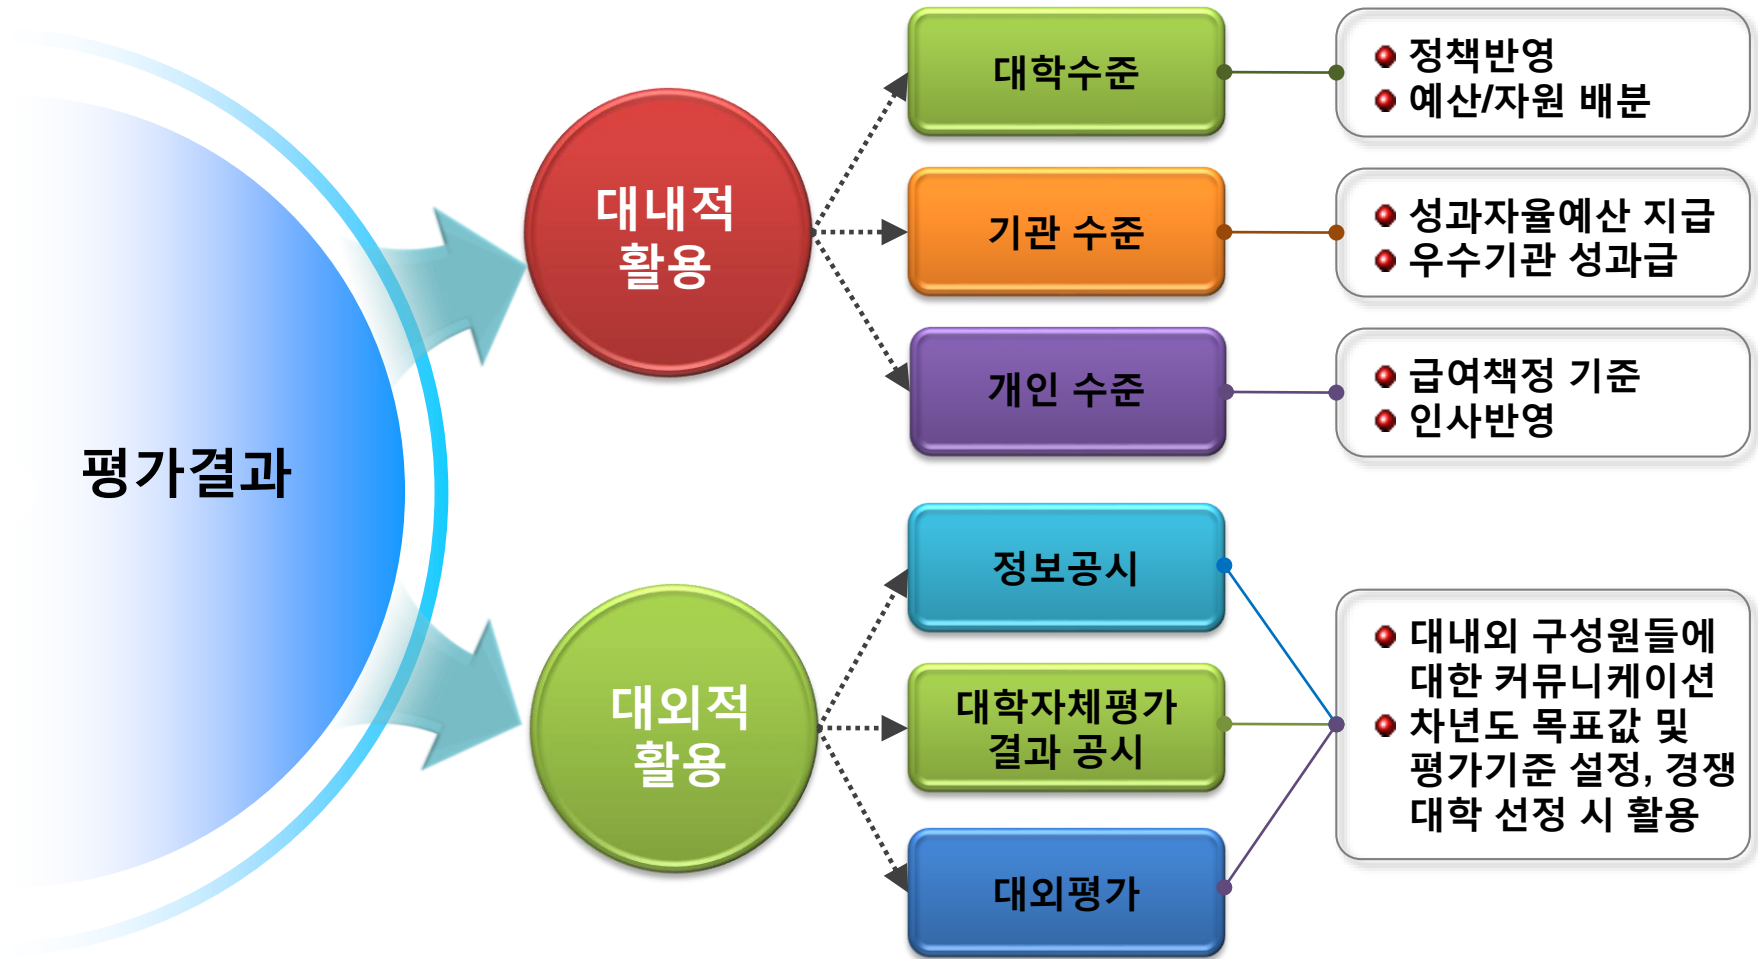 평가결과
대내적
활용
대학수준
정책반영
예산/자원 배분
기관 수준
성과자율예산 지급
우수기관 성과급
개인 수준
급여책정 기준
인사반영
대외적
활용
정보공시
대학자체평가
결과 공시
대외평가
대내외 구성원들에
대한 커뮤니케이션
차년도 목표값 및
평가기준 설정, 경쟁
대학 선정 시 활용